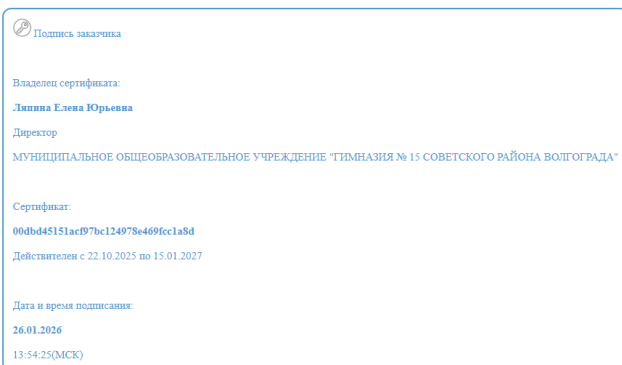 Подпись заказчика
Владелец сертификата:
Ляпина Елена Юрьевна
Директор
МУНИЦИПАЛЬНОЕ ОБЩЕОБРАЗОВАТЕЛЬНОЕ УЧРЕЖДЕНИЕ "ГИМНАЗИЯ № 15 СОВЕТСКОГО РАЙОНА ВОЛГОГРАДА"
Сертификат:
00dbd45151acf97bc124978e469fcc1a8d
Действителен с 22.10.2025 по 15.01.2027
Дата и время подписания:
26.01.2026
13:54:25(МСК)